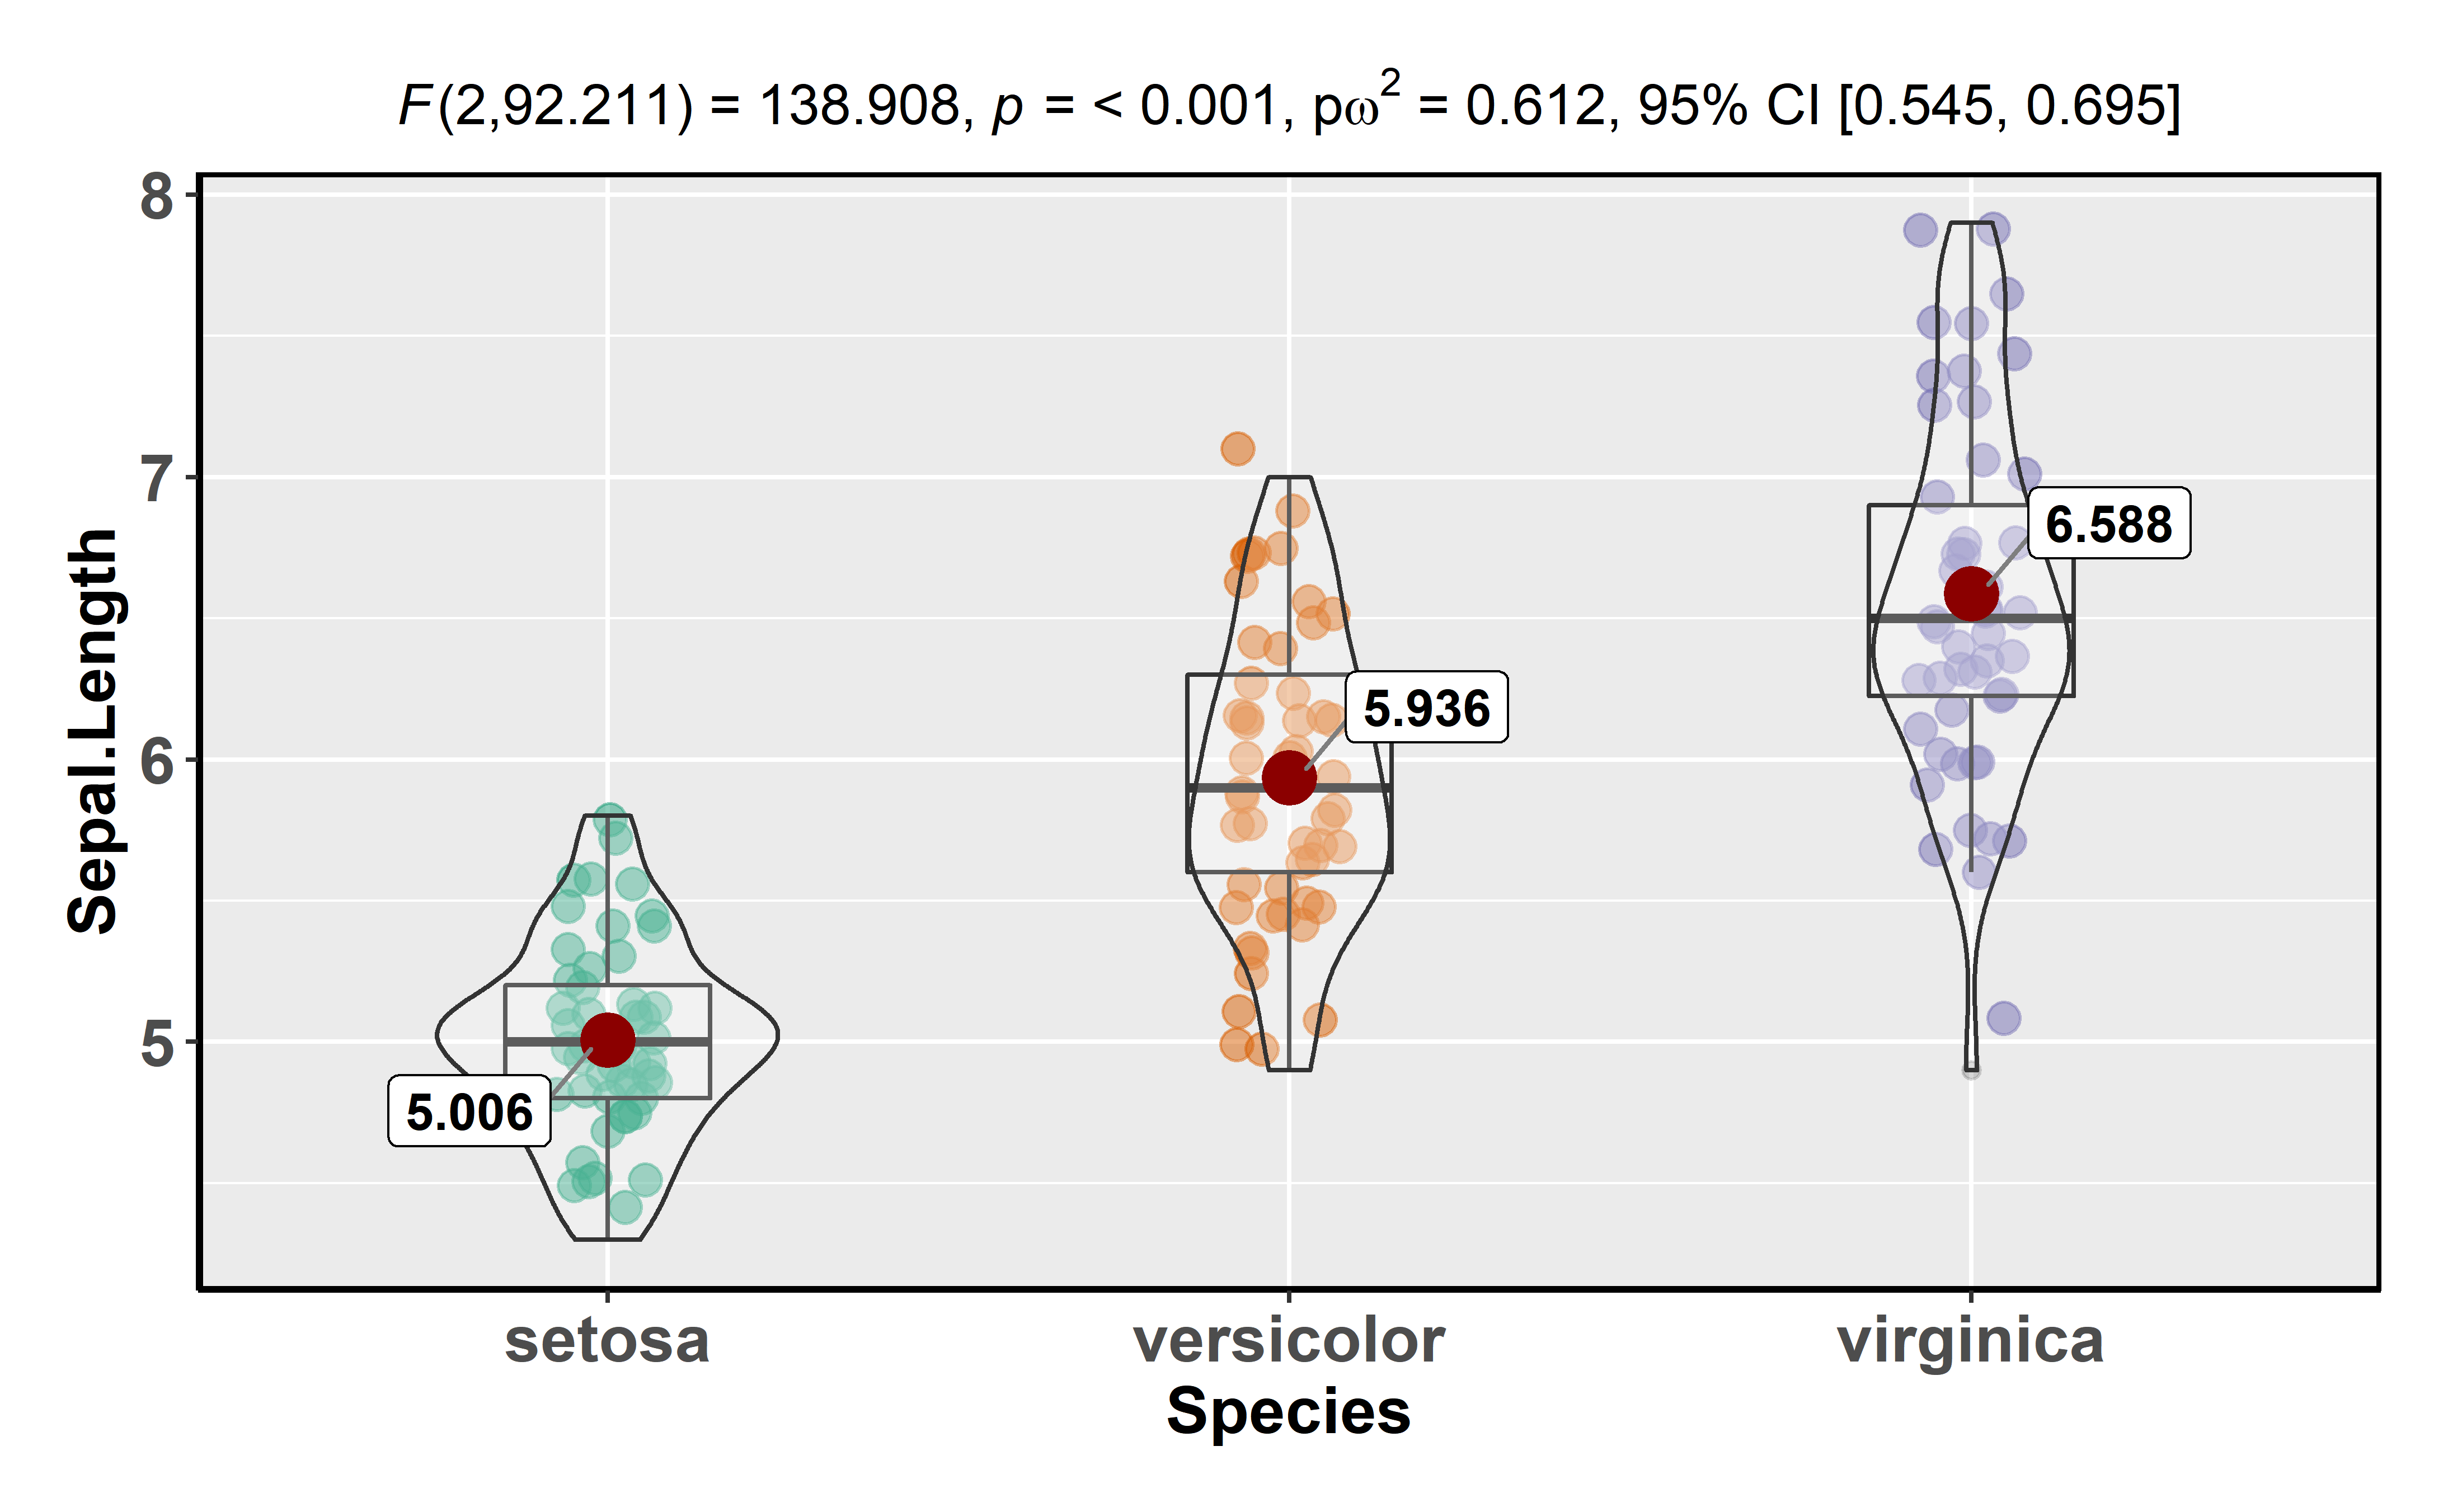 F(2,92.211) = 138.908, p = < 0.001, pω² = 0.612, 95% CI [0.545, 0.695]
8
7
6
5
Sepal.Length
6.588
5.936
5.006
setosa versicolor virginica
Species